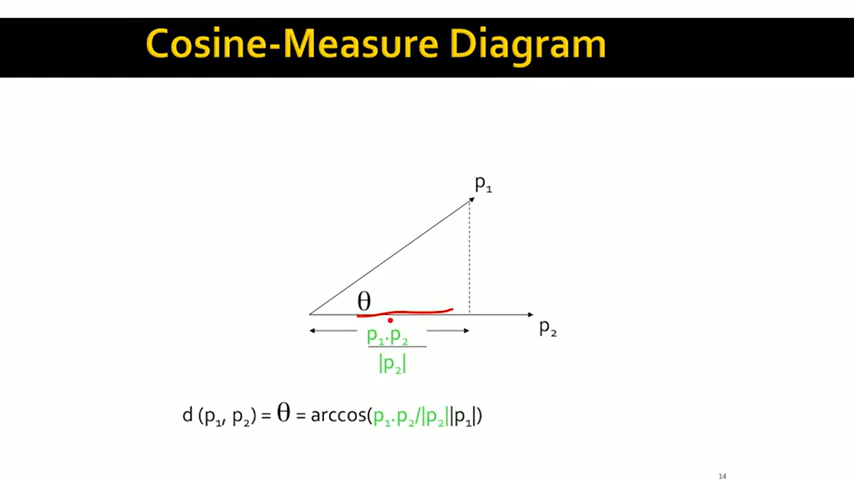 Cosine-Measure Diagram
p₁
θ
p₂
p₁.p₂
|p₂|
d (p₁, p₂) = θ = arccos(p₁.p₂/|p₂||p₁|)
14